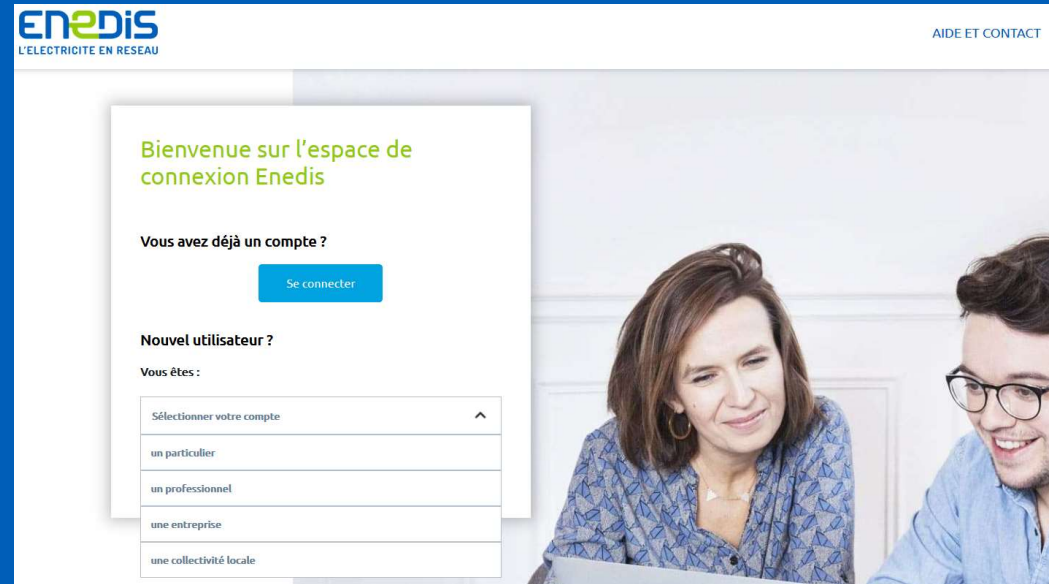 Enedis
L'ELECTRICITE EN RESEAU
AIDE ET CONTACT
Bienvenue sur l'espace de
connexion Enedis
Vous avez déjà un compte ?
Se connecter
Nouvel utilisateur ?
Vous êtes :
Sélectionner votre compte
un particulier
un professionnel
une entreprise
une collectivité locale